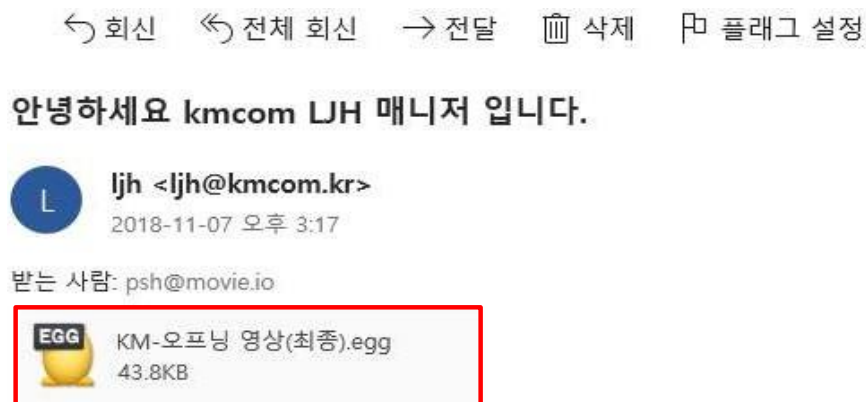 회신 전체 회신 전달 삭제 플래그 설정
안녕하세요 kmcom LJH 매니저 입니다.
L
ljh <ljh@kmcom.kr>
2018-11-07 오후 3:17
받는 사람: psh@movie.io
EGG
KM-오프닝 영상(최종).egg
43.8KB